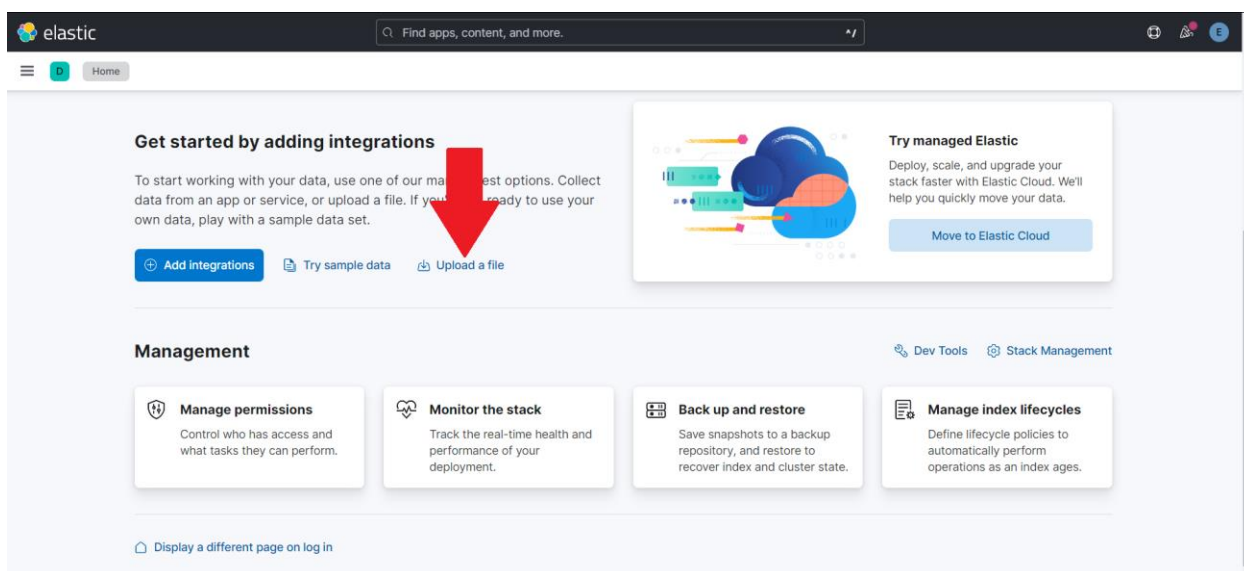 elastic
Find apps, content, and more.
^/
E
D
Home
Get started by adding integrations
To start working with your data, use one of our ma est options. Collect
data from an app or service, or upload a file. If you ady to use your
own data, play with a sample data set.
Add integrations
Try sample data
Upload a file
Try managed Elastic
Deploy, scale, and upgrade your
stack faster with Elastic Cloud. We'll
help you quickly move your data.
Move to Elastic Cloud
Management
Dev Tools
Stack Management
Manage permissions
Control who has access and
what tasks they can perform.
Monitor the stack
Track the real-time health and
performance of your
deployment.
Back up and restore
Save snapshots to a backup
repository, and restore to
recover index and cluster state.
Manage index lifecycles
Define lifecycle policies to
automatically perform
operations as an index ages.
Display a different page on log in